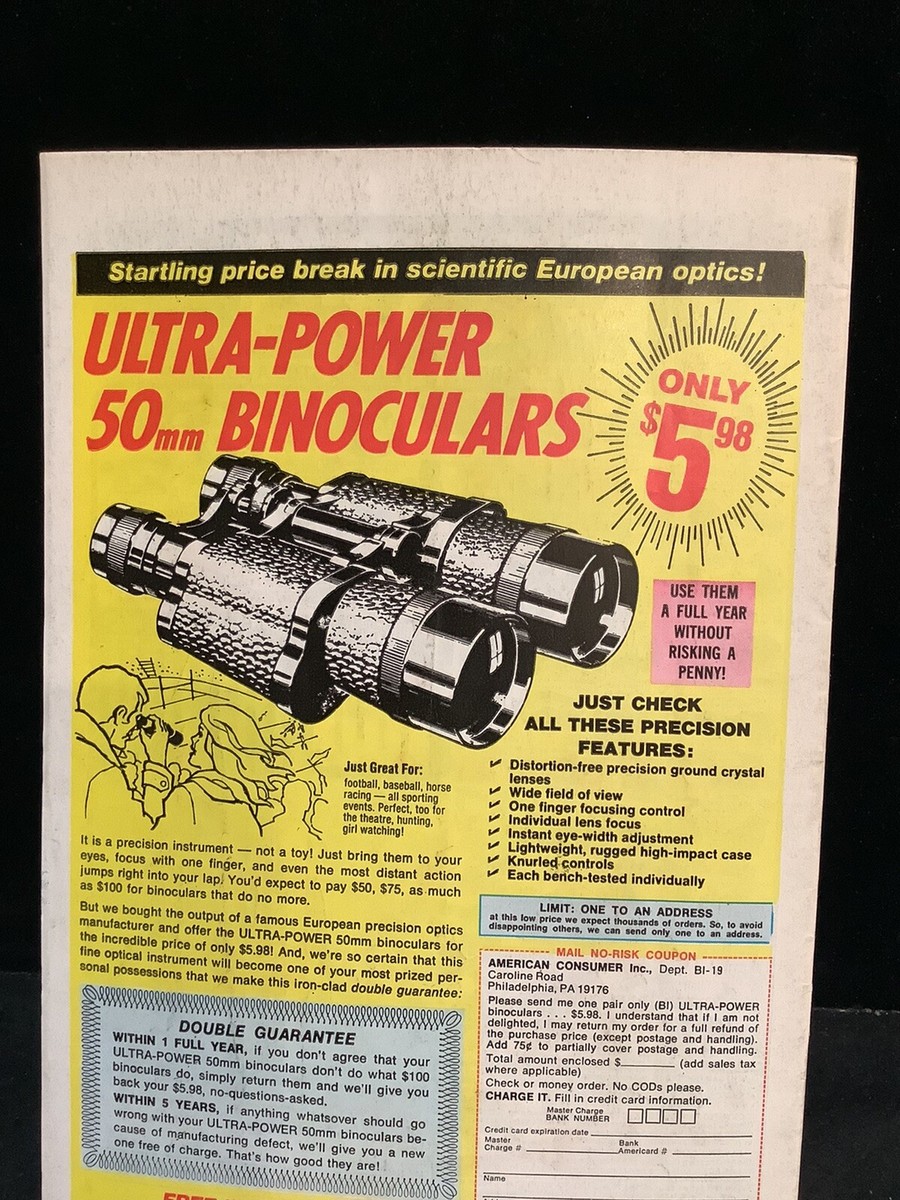 Startling price break in scientific European optics!
ULTRA-POWER
50mm BINOCULARS
ONLY
$5 98
USE THEM
A FULL YEAR
WITHOUT
RISKING A
PENNY!
JUST CHECK
ALL THESE PRECISION
FEATURES:
Distortion-free precision ground crystal
lenses
Wide field of view
One finger focusing control
Individual lens focus
Instant eye-width adjustment
Lightweight, rugged high-impact case
Knurled controls
Each bench-tested individually
Just Great For:
football, baseball, horse
racing — all sporting
events. Perfect, too for
the theatre, hunting,
girl watching!
It is a precision instrument — not a toy! Just bring them to your
eyes, focus with one finger, and even the most distant action
jumps right into your lap. You'd expect to pay $50, $75, as much
as $100 for binoculars that do no more.
But we bought the output of a famous European precision optics
manufacturer and offer the ULTRA-POWER 50mm binoculars for
the incredible price of only $5.98! And, we're so certain that this
fine optical instrument will become one of your most prized per-
sonal possessions that we make this iron-clad double guarantee:
DOUBLE GUARANTEE
WITHIN 1 FULL YEAR, if you don't agree that your
ULTRA-POWER 50mm binoculars don't do what $100
binoculars do, simply return them and we'll give you
back your $5.98, no-questions-asked.
WITHIN 5 YEARS, if anything whatsover should go
wrong with your ULTRA-POWER 50mm binoculars be-
cause of manufacturing defect, we'll give you a new
one free of charge. That's how good they are!
LIMIT: ONE TO AN ADDRESS
at this low price we expect thousands of orders. So, to avoid
disappointing others, we can send only one to an address.
MAIL NO-RISK COUPON
AMERICAN CONSUMER Inc., Dept. BI-19
Caroline Road
Philadelphia, PA 19176
Please send me one pair only (BI) ULTRA-POWER
binoculars . . . $5.98. I understand that if I am not
delighted, I may return my order for a full refund of
the purchase price (except postage and handling).
Add 75¢ to partially cover postage and handling.
Total amount enclosed $________ (add sales tax
where applicable)
Check or money order. No CODs please.
CHARGE IT. Fill in credit card information.
Master Charge
BANK NUMBER
Credit card expiration date
Master
Charge #
Bank
Americard #
Name